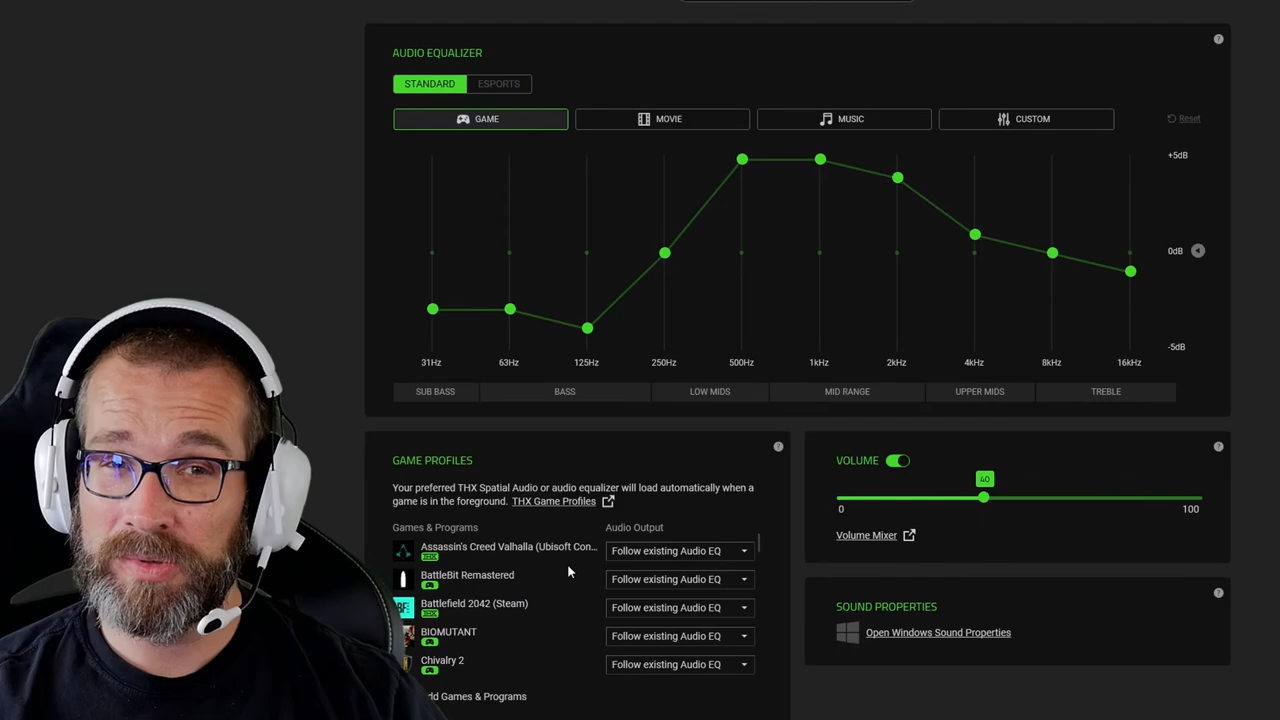 AUDIO EQUALIZER
STANDARD
ESPORTS
GAME
MOVIE
MUSIC
CUSTOM
Reset
+5dB
0dB
-5dB
31Hz
63Hz
125Hz
250Hz
500Hz
1kHz
2kHz
4kHz
8kHz
16kHz
SUB BASS
BASS
LOW MIDS
MID RANGE
UPPER MIDS
TREBLE
GAME PROFILES
Your preferred THX Spatial Audio or audio equalizer will load automatically when a
game is in the foreground. THX Game Profiles
Games & Programs
Audio Output
Assassin's Creed Valhalla (Ubisoft Con...
Follow existing Audio EQ
BattleBit Remastered
Follow existing Audio EQ
Battlefield 2042 (Steam)
Follow existing Audio EQ
BIOMUTANT
Follow existing Audio EQ
Chivalry 2
Follow existing Audio EQ
Games & Programs
VOLUME
40
0
100
Volume Mixer
SOUND PROPERTIES
Open Windows Sound Properties